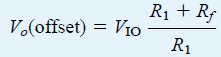 V_o(offset) = V_IO (R_1 + R_f) / R_1